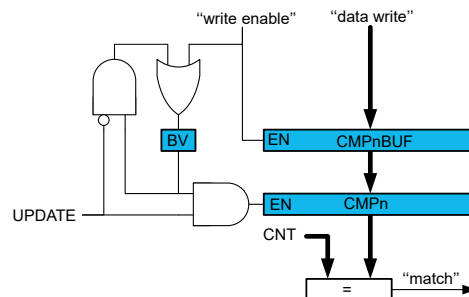 “write enable” “data write”
BV EN CMPnBUF
UPDATE EN CMPn
CNT
= “match”